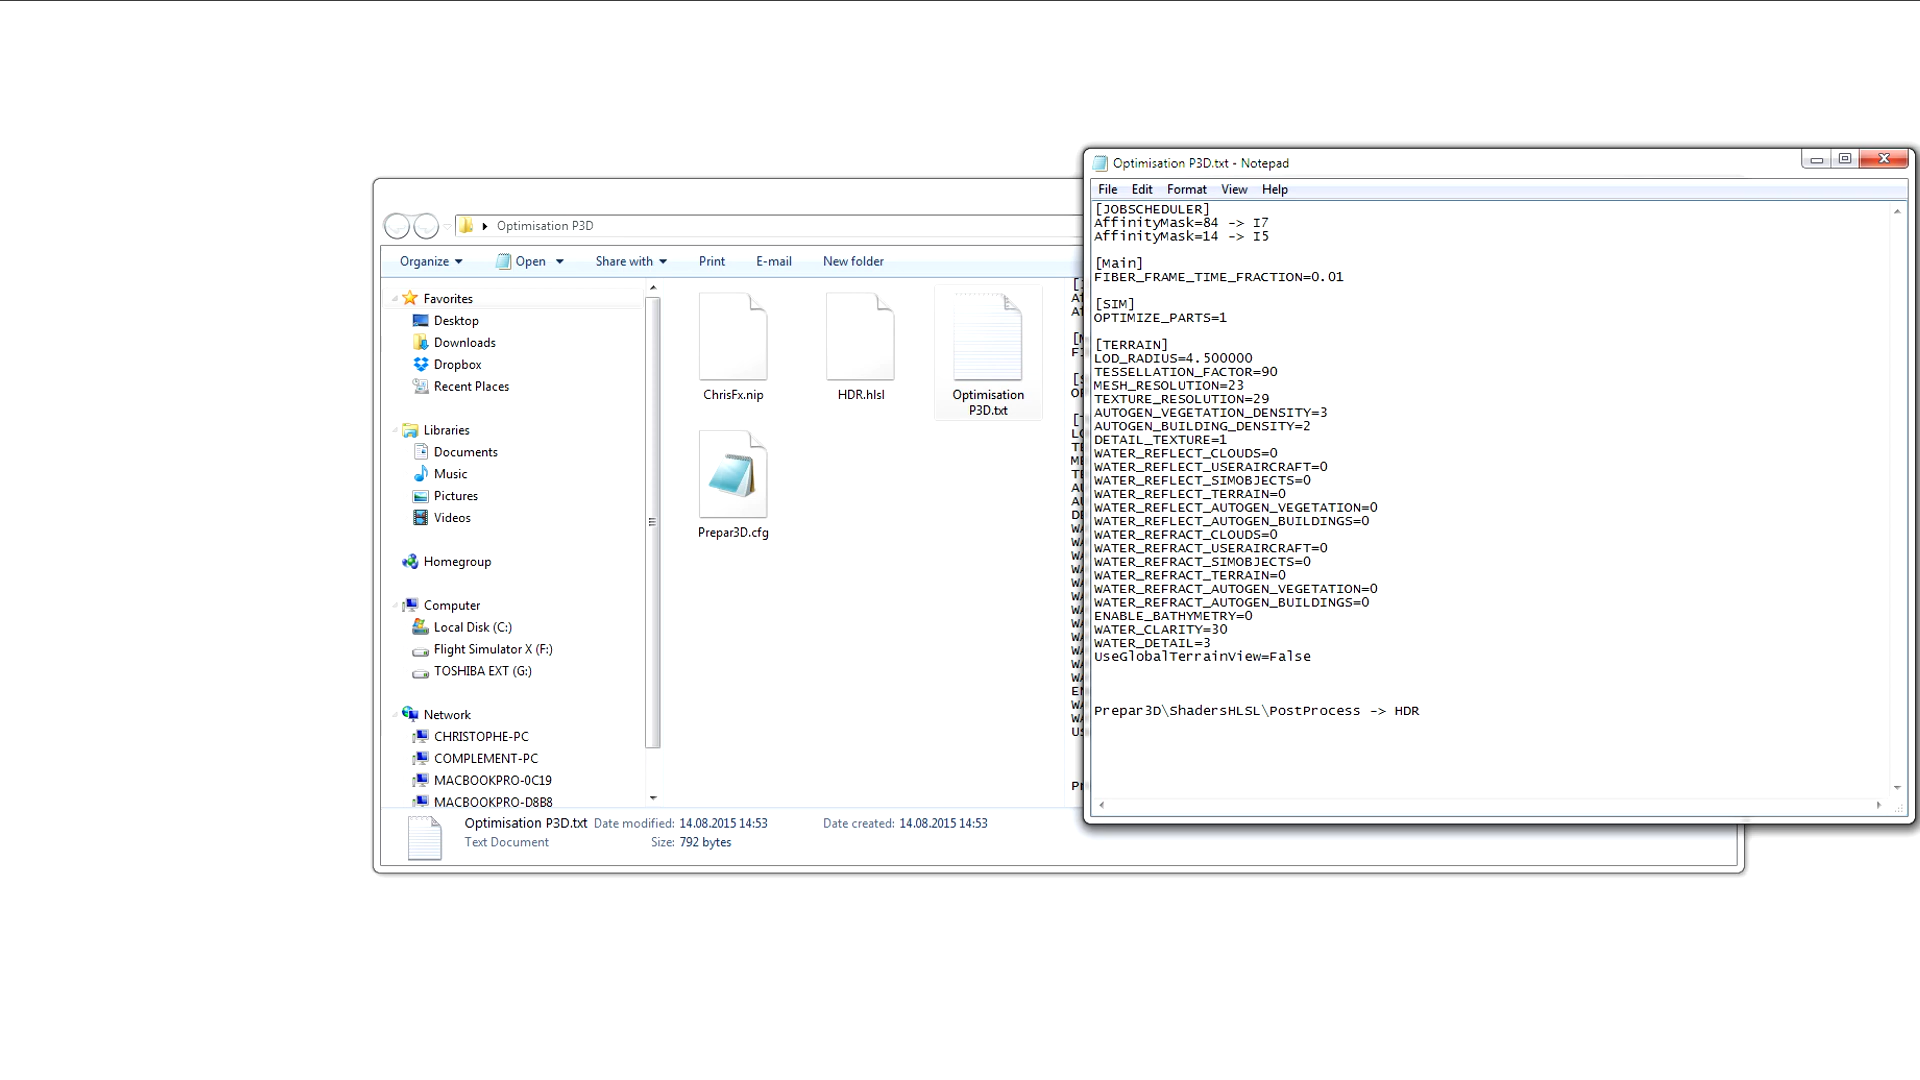 Optimisation P3D
Organize
Open
Share with
Print
E-mail
New folder
Favorites
Desktop
Downloads
Dropbox
Recent Places
Libraries
Documents
Music
Pictures
Videos
Homegroup
Computer
Local Disk (C:)
Flight Simulator X (F:)
TOSHIBA EXT (G:)
Network
CHRISTOPHE-PC
COMPLEMENT-PC
MACBOOKPRO-0C19
MACBOOKPRO-D8B8
ChrisFx.nip
HDR.hlsl
Optimisation
P3D.txt
Prepar3D.cfg
Optimisation P3D.txt Date modified: 14.08.2015 14:53 Date created: 14.08.2015 14:53
Text Document Size: 792 bytes
Optimisation P3D.txt - Notepad
File Edit Format View Help
[JOBSCHEDULER]
AffinityMask=84 -> I7
AffinityMask=14 -> I5
[Main]
FIBER_FRAME_TIME_FRACTION=0.01
[SIM]
OPTIMIZE_PARTS=1
[TERRAIN]
LOD_RADIUS=4.500000
TESSELLATION_FACTOR=90
MESH_RESOLUTION=23
TEXTURE_RESOLUTION=29
AUTOGEN_VEGETATION_DENSITY=3
AUTOGEN_BUILDING_DENSITY=2
DETAIL_TEXTURE=1
WATER_REFLECT_CLOUDS=0
WATER_REFLECT_USERAIRCRAFT=0
WATER_REFLECT_SIMOBJECTS=0
WATER_REFLECT_TERRAIN=0
WATER_REFLECT_AUTOGEN_VEGETATION=0
WATER_REFLECT_AUTOGEN_BUILDINGS=0
WATER_REFRACT_CLOUDS=0
WATER_REFRACT_USERAIRCRAFT=0
WATER_REFRACT_SIMOBJECTS=0
WATER_REFRACT_TERRAIN=0
WATER_REFRACT_AUTOGEN_VEGETATION=0
WATER_REFRACT_AUTOGEN_BUILDINGS=0
ENABLE_BATHYMETRY=0
WATER_CLARITY=30
WATER_DETAIL=3
UseGlobalTerrainView=False
Prepar3D\ShadersHLSL\PostProcess -> HDR